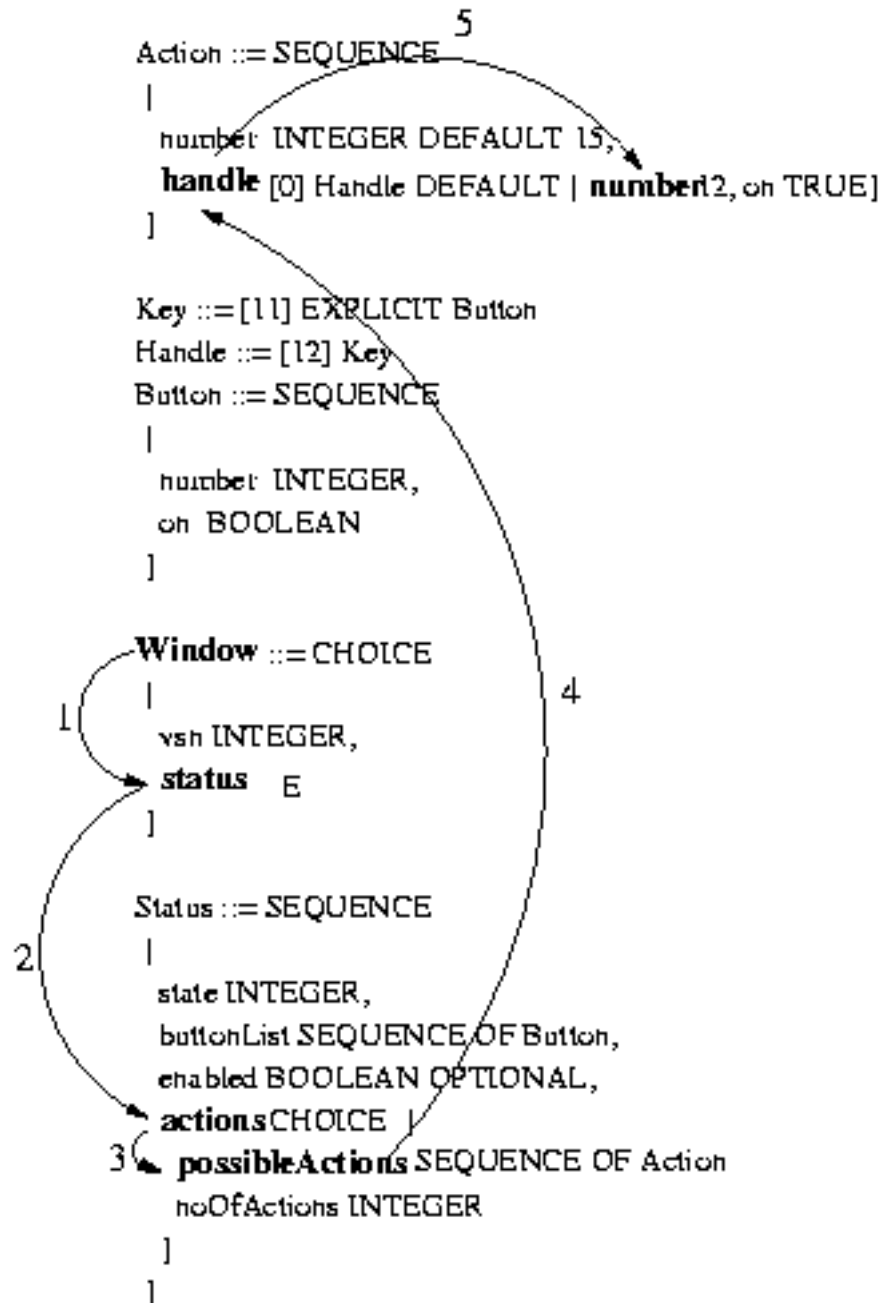 5
Action ::= SEQUENCE
|
number INTEGER DEFAULT 15,
handle [0] Handle DEFAULT | number12, on TRUE]
]
Key ::= [11] EXPLICIT Button
Handle ::= [12] Key
Button ::= SEQUENCE
|
number INTEGER,
on BOOLEAN
]
Window ::= CHOICE
|
1
4
vsn INTEGER,
status E
]
Status ::= SEQUENCE
2
|
state INTEGER,
buttonList SEQUENCE OF Button,
enabled BOOLEAN OPTIONAL,
actions CHOICE |
3 possibleActions SEQUENCE OF Action
noOfActions INTEGER
]
]